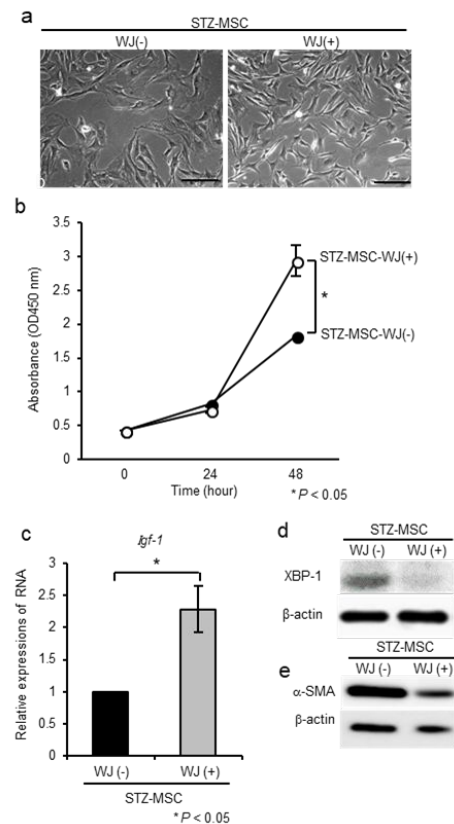 a
STZ-MSC
WJ(-) WJ(+)
b
3.5
3
2.5
2
1.5
1
0.5
0
Absorbance (OD450 nm)
0 24 48
Time (hour)
STZ-MSC-WJ(+)
*
STZ-MSC-WJ(-)
* P < 0.05
c
Igf-1
*
3
2.5
2
1.5
1
0.5
0
Relative expressions of RNA
WJ (-) WJ (+)
STZ-MSC
* P < 0.05
d
STZ-MSC
WJ (-) WJ (+)
XBP-1
β-actin
e
STZ-MSC
WJ (-) WJ (+)
α-SMA
β-actin